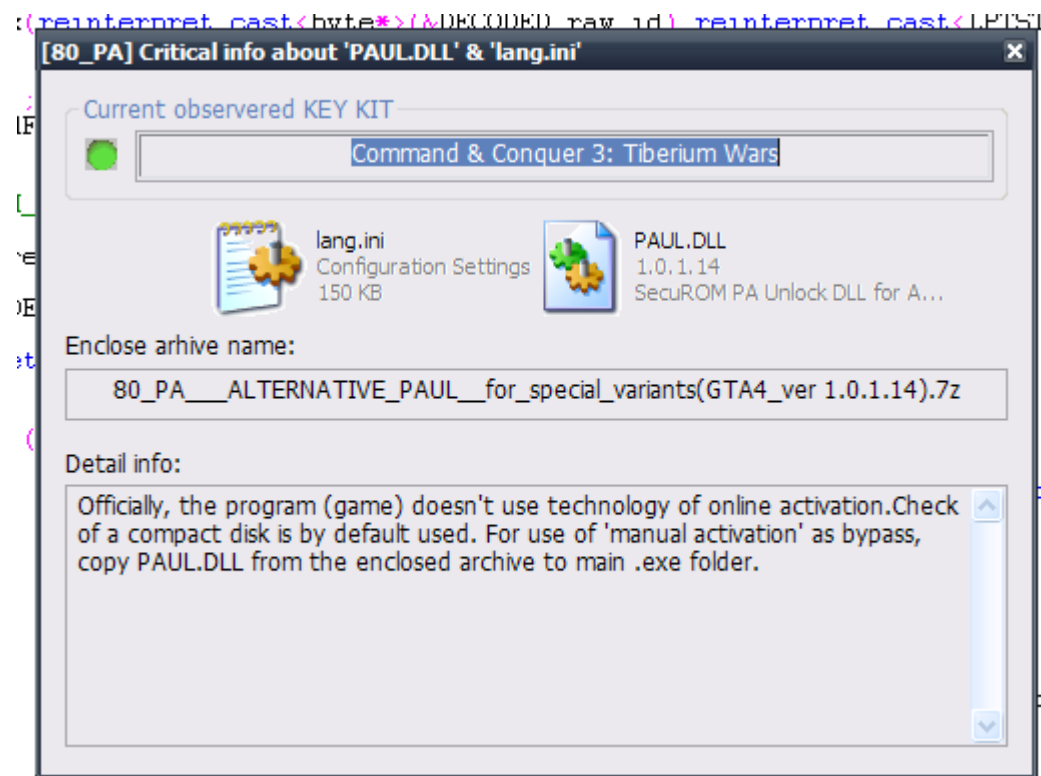 (reinterpret_cast<byte*>(&DECODED_raw_id) reinterpret_cast<LPTST
[80_PA] Critical info about 'PAUL.DLL' & 'lang.ini'
Current observered KEY KIT
Command & Conquer 3: Tiberium Wars
lang.ini
Configuration Settings
150 KB
PAUL.DLL
1.0.1.14
SecuROM PA Unlock DLL for A...
Enclose arhive name:
80_PA___ALTERNATIVE_PAUL__for_special_variants(GTA4_ver 1.0.1.14).7z
Detail info:
Officially, the program (game) doesn't use technology of online activation.Check
of a compact disk is by default used. For use of 'manual activation' as bypass,
copy PAUL.DLL from the enclosed archive to main .exe folder.